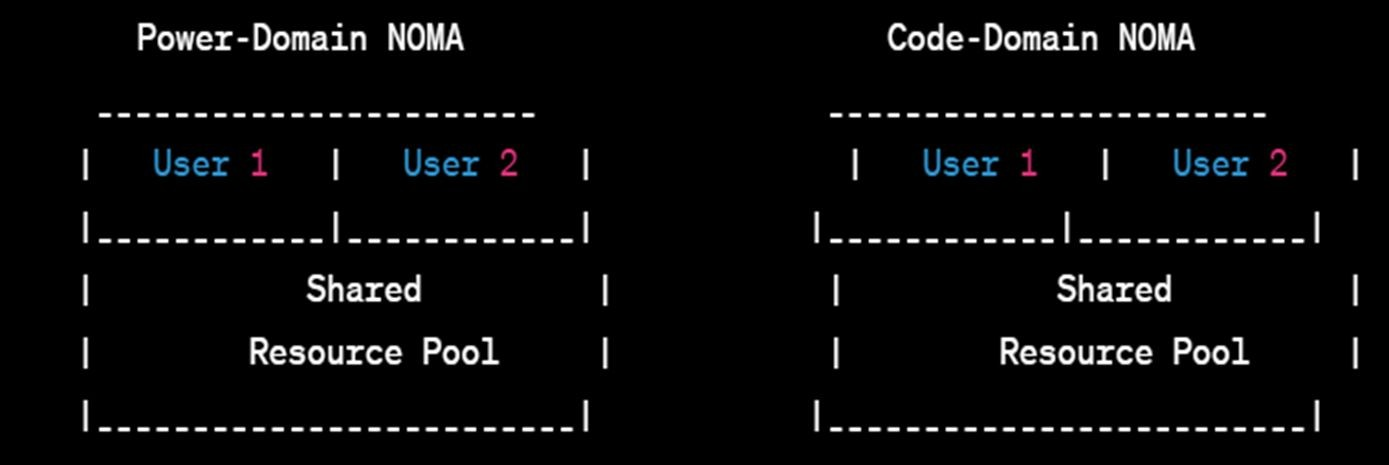 Power-Domain NOMA Code-Domain NOMA
User 1 User 2 User 1 User 2
Shared Shared
Resource Pool Resource Pool